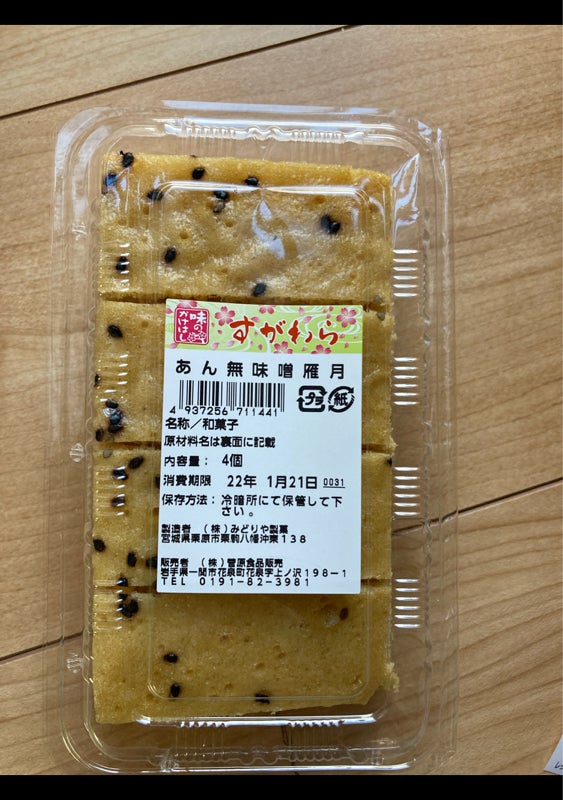 味の
かけはし
すがわら
あん無味噌雁月
4 937256 711441
プラ
紙
名称／和菓子
原材料名は裏面に記載
内容量： 4個
消費期限 22年 1月21日 0031
保存方法：冷暗所にて保管して下
さい。
製造者 （株）みどりや製菓
宮城県栗原市栗駒八幡沖東138
販売者 （株）菅原食品販売
岩手県一関市花泉町花泉字上ノ沢198－1
TEL 0191-82-3981